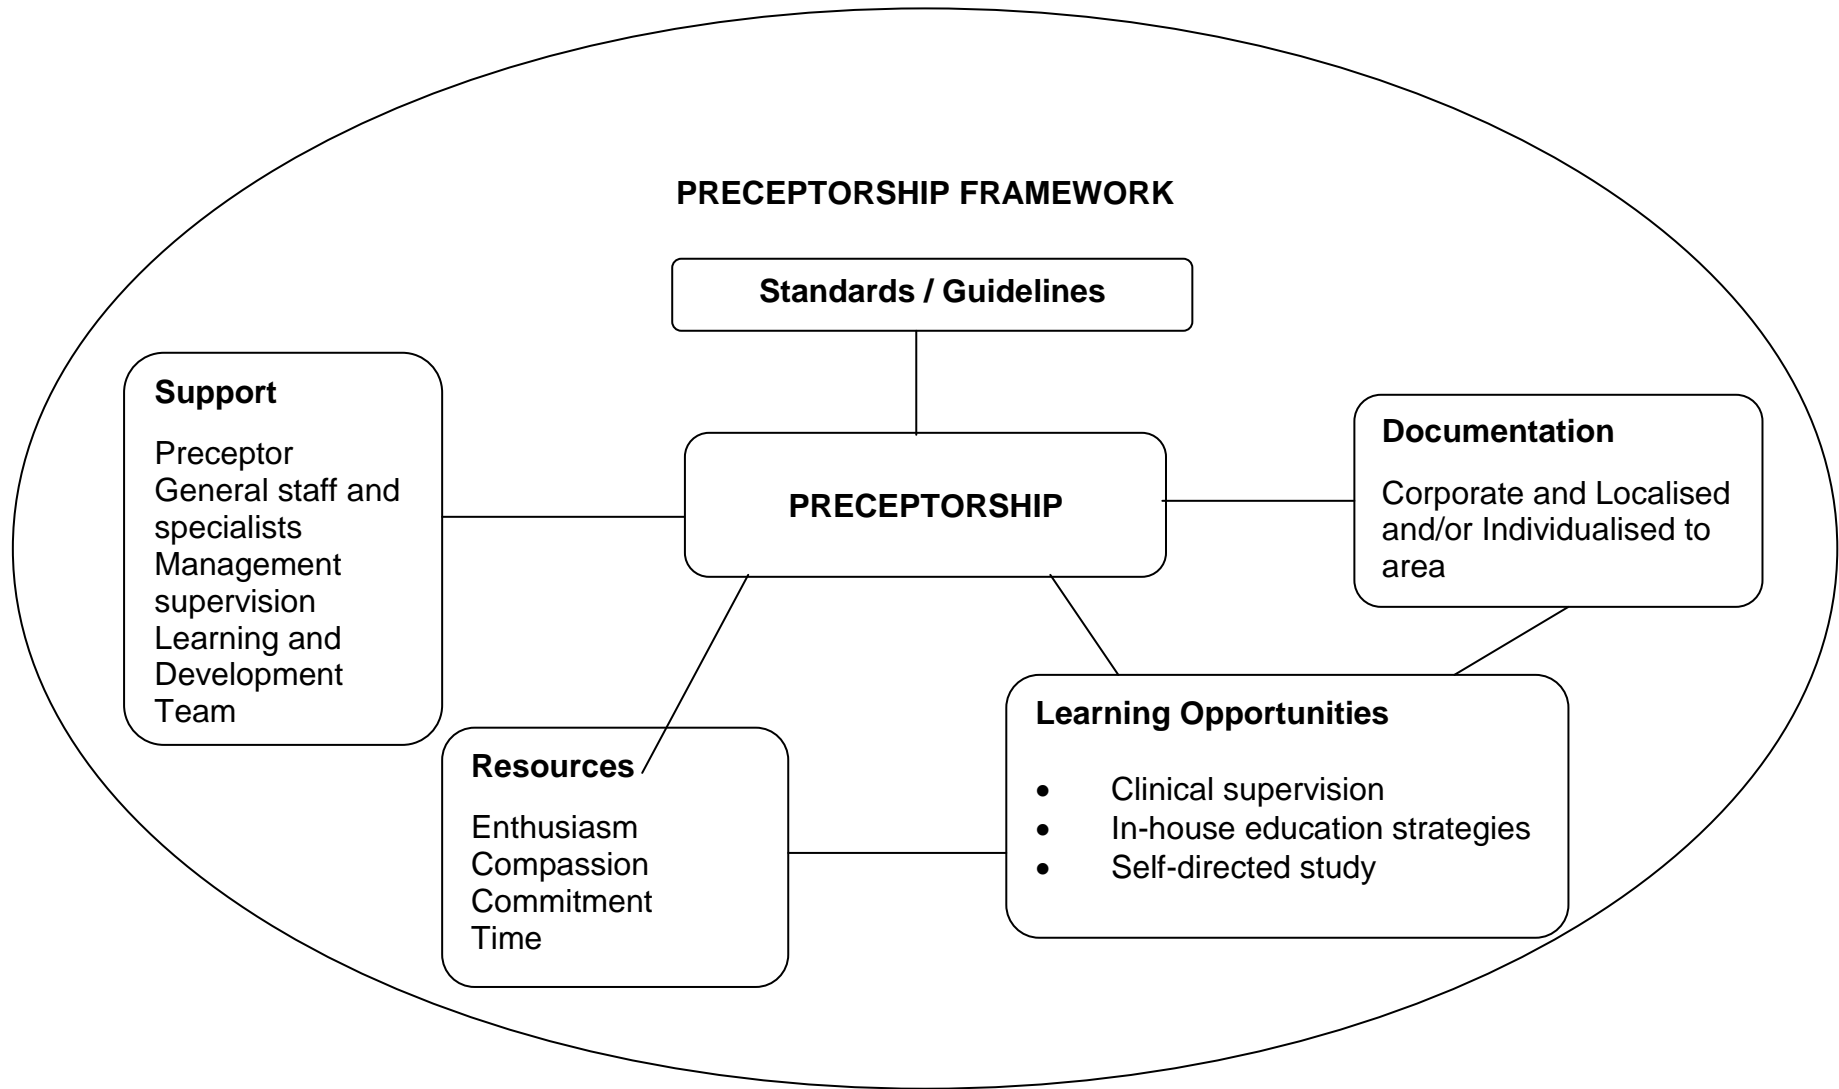 PRECEPTORSHIP FRAMEWORK
Standards / Guidelines
Support
Preceptor
General staff and
specialists
Management
supervision
Learning and
Development
Team
PRECEPTORSHIP
Documentation
Corporate and Localised
and/or Individualised to
area
Resources
Enthusiasm
Compassion
Commitment
Time
Learning Opportunities
• Clinical supervision
• In-house education strategies
• Self-directed study